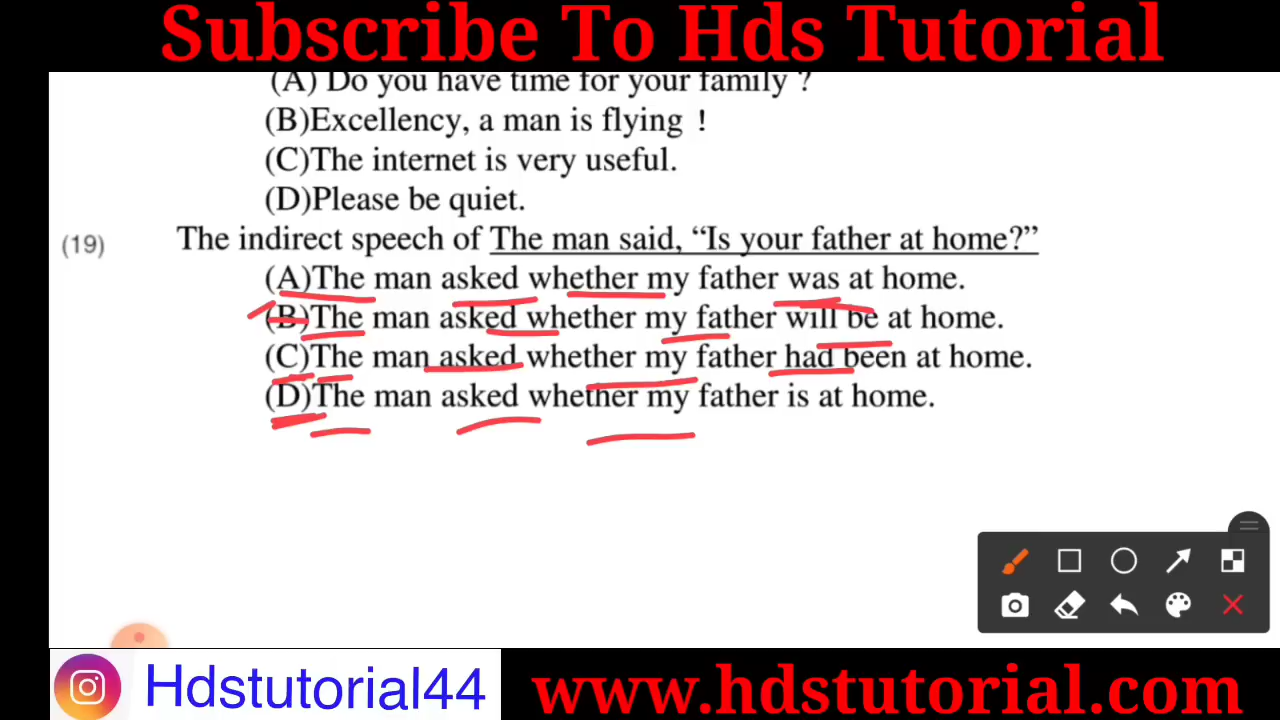 Subscribe To Hds Tutorial
(A) Do you have time for your family ?
(B)Excellency, a man is flying !
(C)The internet is very useful.
(D)Please be quiet.
(19) The indirect speech of The man said, “Is your father at home?”
(A)The man asked whether my father was at home.
(B)The man asked whether my father will be at home.
(C)The man asked whether my father had been at home.
(D)The man asked whether my father is at home.
Hdstutorial44 www.hdstutorial.com